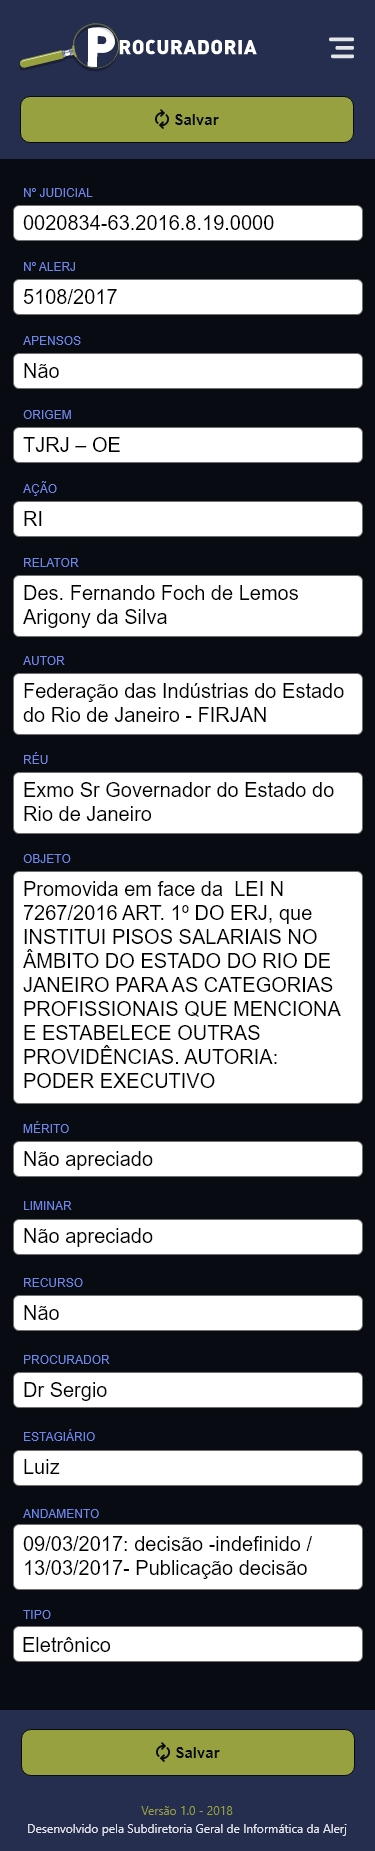 PROCURADORIA
Salvar
Nº JUDICIAL
0020834-63.2016.8.19.0000
Nº ALERJ
5108/2017
APENSOS
Não
ORIGEM
TJRJ – OE
AÇÃO
RI
RELATOR
Des. Fernando Foch de Lemos
Arigony da Silva
AUTOR
Federação das Indústrias do Estado
do Rio de Janeiro - FIRJAN
RÉU
Exmo Sr Governador do Estado do
Rio de Janeiro
OBJETO
Promovida em face da  LEI N
7267/2016 ART. 1º DO ERJ, que
INSTITUI PISOS SALARIAIS NO
ÂMBITO DO ESTADO DO RIO DE
JANEIRO PARA AS CATEGORIAS
PROFISSIONAIS QUE MENCIONA
E ESTABELECE OUTRAS
PROVIDÊNCIAS. AUTORIA:
PODER EXECUTIVO
MÉRITO
Não apreciado
LIMINAR
Não apreciado
RECURSO
Não
PROCURADOR
Dr Sergio
ESTAGIÁRIO
Luiz
ANDAMENTO
09/03/2017: decisão -indefinido /
13/03/2017- Publicação decisão
TIPO
Eletrônico
Salvar
Versão 1.0 - 2018
Desenvolvido pela Subdiretoria Geral de Informática da Alerj